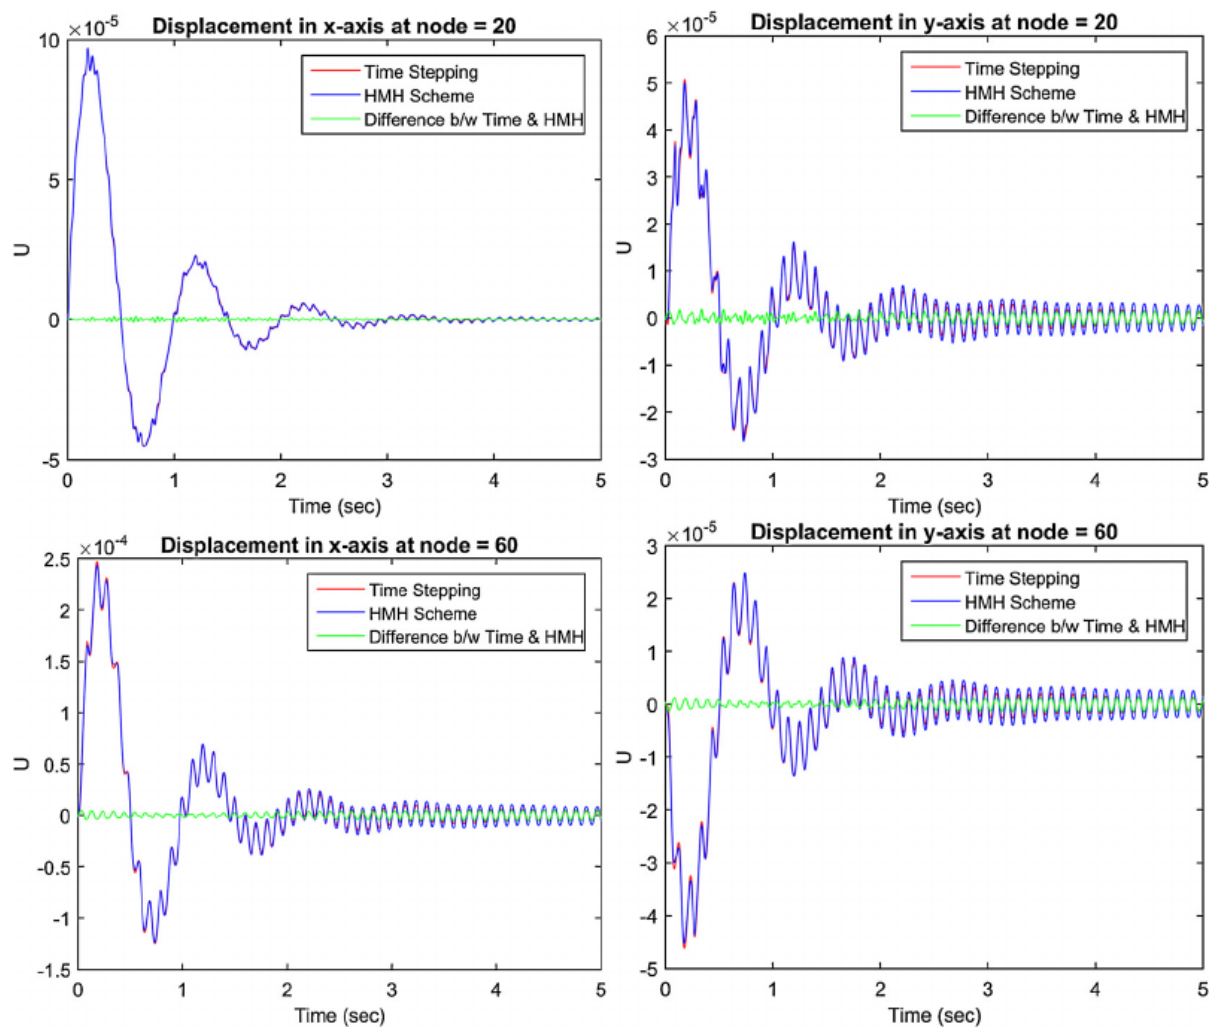 Displacement in x-axis at node = 20
×10^-5
10
5
0
-5
U
0 1 2 3 4 5
Time (sec)
Time Stepping
HMH Scheme
Difference b/w Time & HMH
Displacement in y-axis at node = 20
×10^-5
6
5
4
3
2
1
0
-1
-2
-3
U
0 1 2 3 4 5
Time (sec)
Time Stepping
HMH Scheme
Difference b/w Time & HMH
Displacement in x-axis at node = 60
×10^-4
2.5
2
1.5
1
0.5
0
-0.5
-1
-1.5
U
0 1 2 3 4 5
Time (sec)
Time Stepping
HMH Scheme
Difference b/w Time & HMH
Displacement in y-axis at node = 60
×10^-5
3
2
1
0
-1
-2
-3
-4
-5
U
0 1 2 3 4 5
Time (sec)
Time Stepping
HMH Scheme
Difference b/w Time & HMH